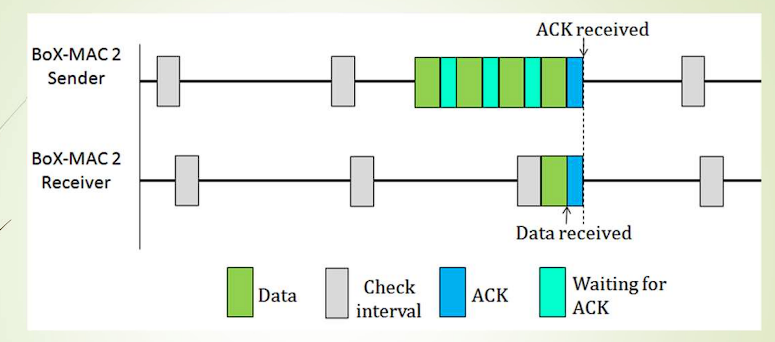 ACK received
BoX-MAC 2
Sender
BoX-MAC 2
Receiver
Data received
Data
Check
interval
ACK
Waiting for
ACK